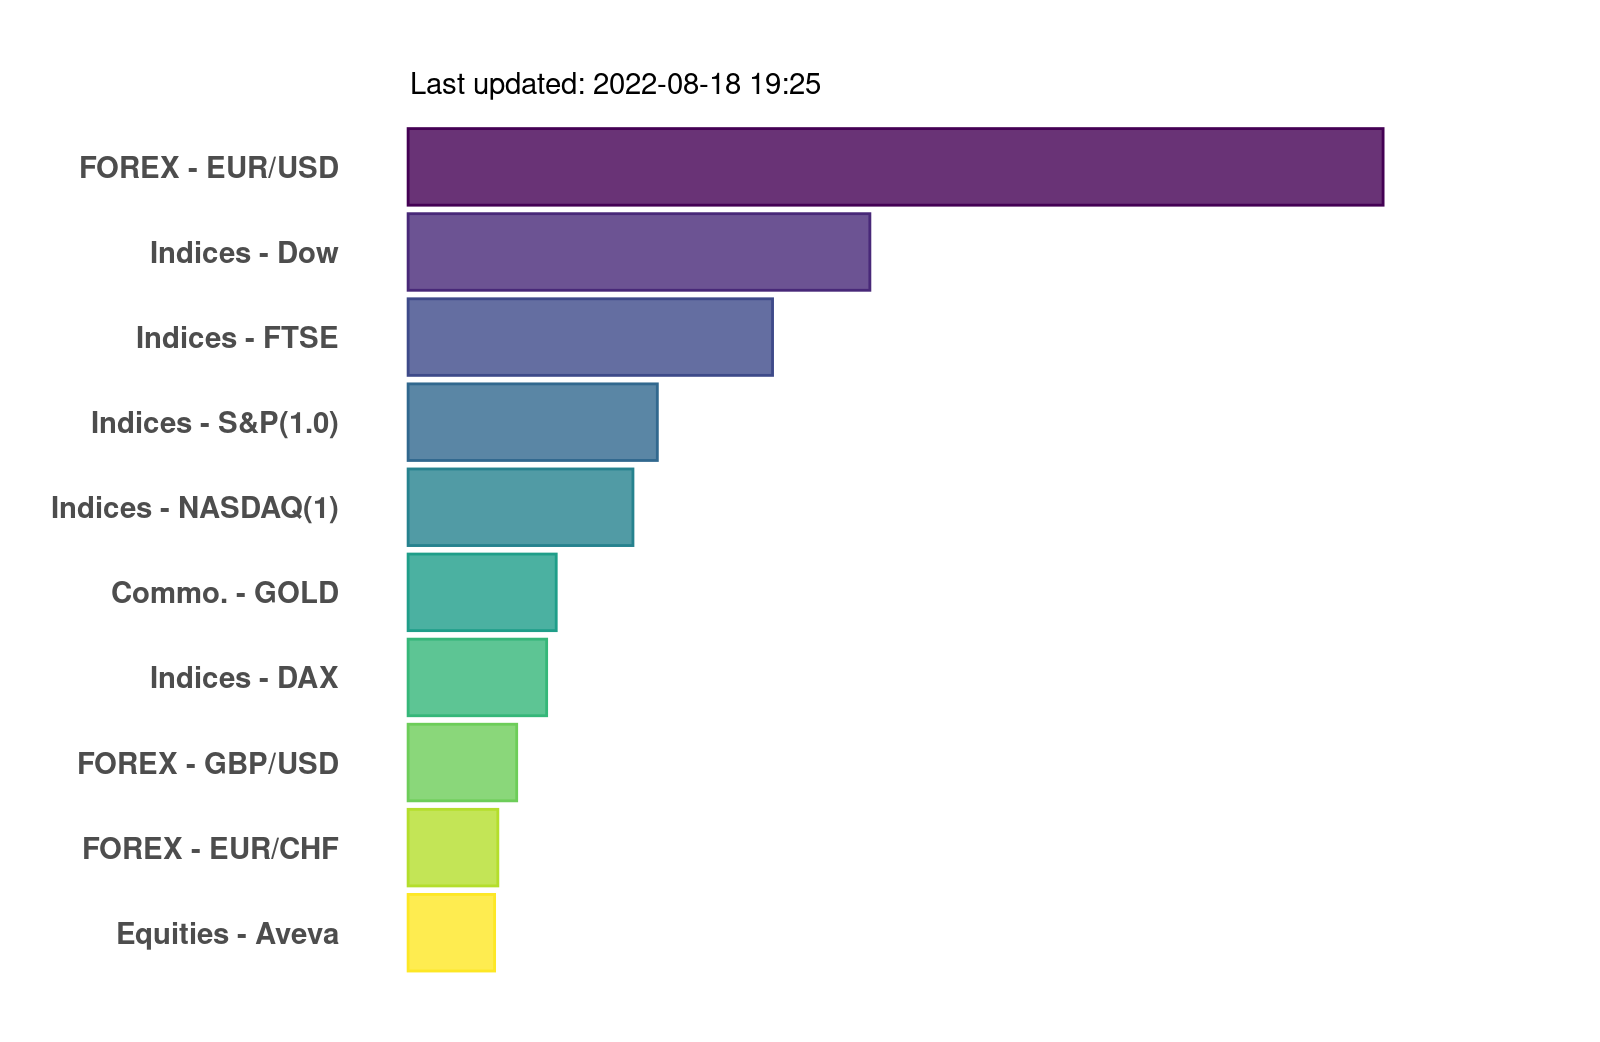 Last updated: 2022-08-18 19:25
FOREX - EUR/USD
Indices - Dow
Indices - FTSE
Indices - S&P(1.0)
Indices - NASDAQ(1)
Commo. - GOLD
Indices - DAX
FOREX - GBP/USD
FOREX - EUR/CHF
Equities - Aveva